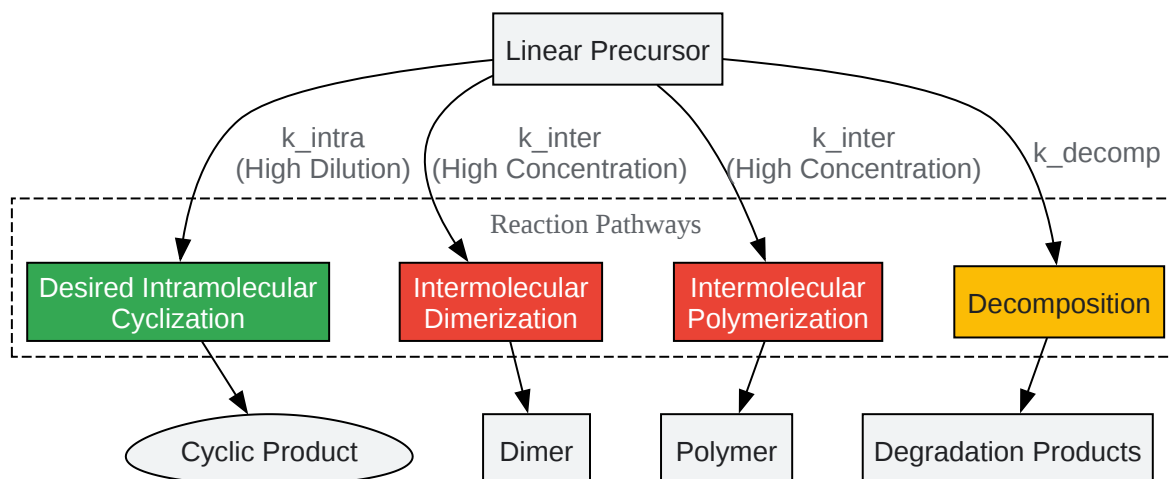 Linear Precursor
k_intra
(High Dilution)
k_inter
(High Concentration)
k_inter
(High Concentration)
k_decomp
Reaction Pathways
Desired Intramolecular
Cyclization
Intermolecular
Dimerization
Intermolecular
Polymerization
Decomposition
Cyclic Product
Dimer
Polymer
Degradation Products